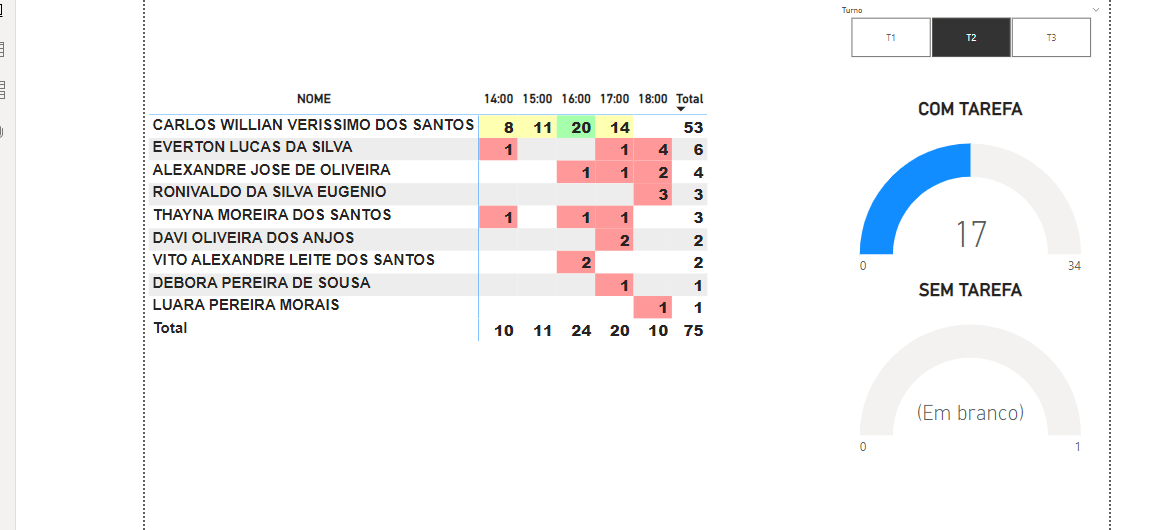 Turno
T1 T2 T3
NOME 14:00 15:00 16:00 17:00 18:00 Total
CARLOS WILLIAN VERISSIMO DOS SANTOS 8 11 20 14 53
EVERTON LUCAS DA SILVA 1 1 4 6
ALEXANDRE JOSE DE OLIVEIRA 1 1 2 4
RONIVALDO DA SILVA EUGENIO 3 3
THAYNA MOREIRA DOS SANTOS 1 1 1 3
DAVI OLIVEIRA DOS ANJOS 2 2
VITO ALEXANDRE LEITE DOS SANTOS 2 2
DEBORA PEREIRA DE SOUSA 1 1
LUARA PEREIRA MORAIS 1 1
Total 10 11 24 20 10 75
COM TAREFA
17
0 34
SEM TAREFA
(Em branco)
0 1